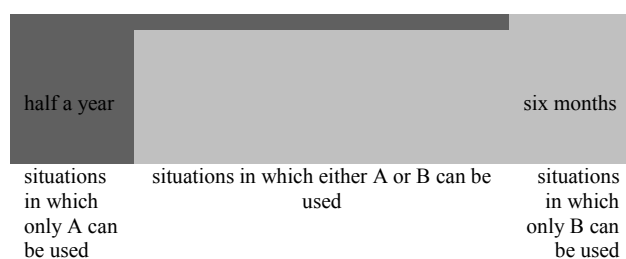 half a year
six months
situations
in which
only A can
be used
situations in which either A or B can be
used
situations
in which
only B can
be used